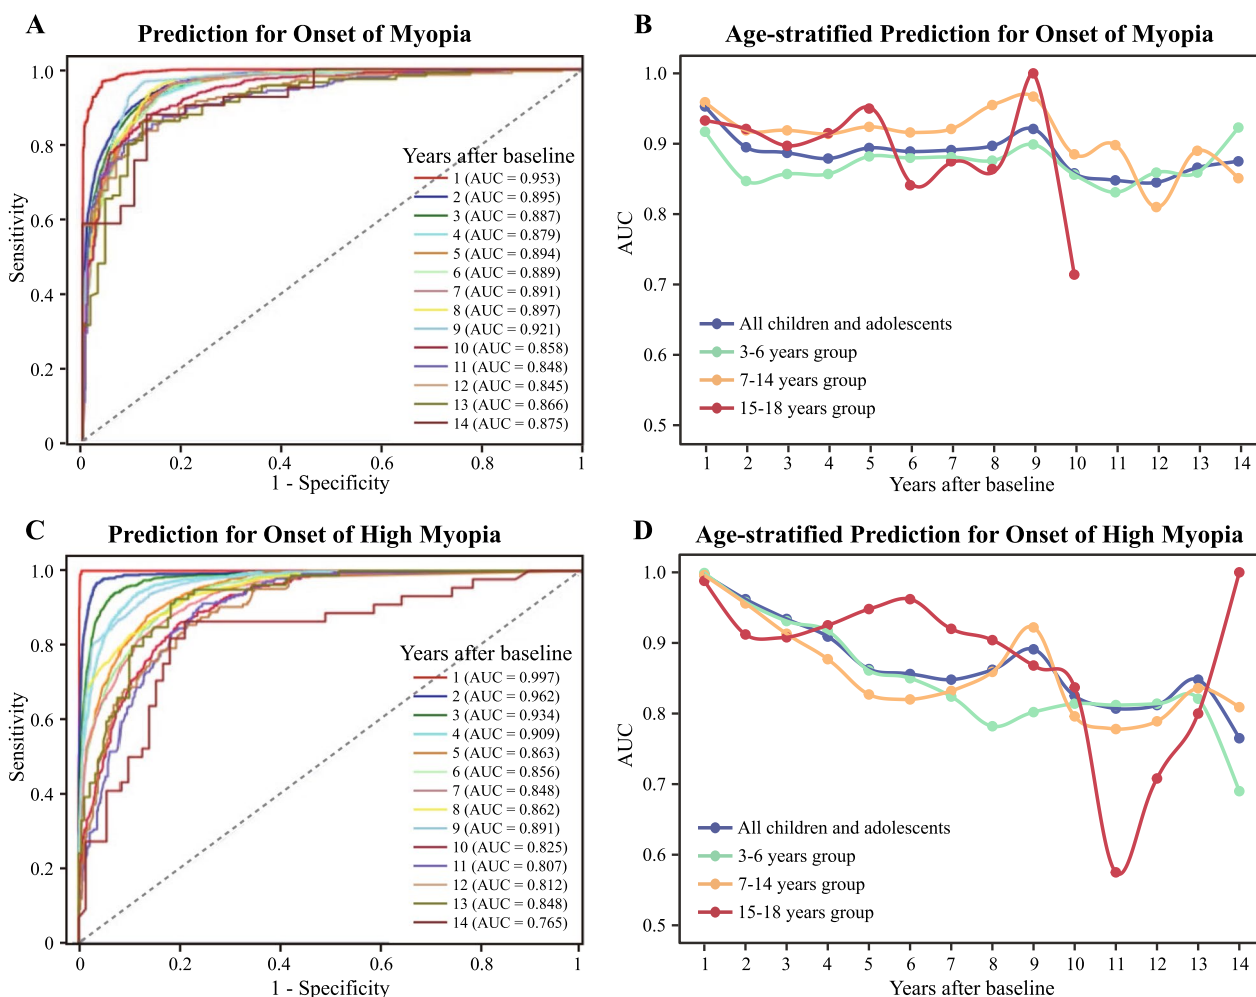 A
Prediction for Onset of Myopia
1.0
0.8
0.6
0.4
0.2
0
Sensitivity
0
0.2
0.4
0.6
0.8
1
1 - Specificity
Years after baseline
1 (AUC = 0.953)
2 (AUC = 0.895)
3 (AUC = 0.887)
4 (AUC = 0.879)
5 (AUC = 0.894)
6 (AUC = 0.889)
7 (AUC = 0.891)
8 (AUC = 0.897)
9 (AUC = 0.921)
10 (AUC = 0.858)
11 (AUC = 0.848)
12 (AUC = 0.845)
13 (AUC = 0.866)
14 (AUC = 0.875)
B
Age-stratified Prediction for Onset of Myopia
1.0
0.9
0.8
0.7
0.6
0.5
AUC
All children and adolescents
3-6 years group
7-14 years group
15-18 years group
1 2 3 4 5 6 7 8 9 10 11 12 13 14
Years after baseline
C
Prediction for Onset of High Myopia
1.0
0.8
0.6
0.4
0.2
0
Sensitivity
0
0.2
0.4
0.6
0.8
1
1 - Specificity
Years after baseline
1 (AUC = 0.997)
2 (AUC = 0.962)
3 (AUC = 0.934)
4 (AUC = 0.909)
5 (AUC = 0.863)
6 (AUC = 0.856)
7 (AUC = 0.848)
8 (AUC = 0.862)
9 (AUC = 0.891)
10 (AUC = 0.825)
11 (AUC = 0.807)
12 (AUC = 0.812)
13 (AUC = 0.848)
14 (AUC = 0.765)
D
Age-stratified Prediction for Onset of High Myopia
1.0
0.9
0.8
0.7
0.6
0.5
AUC
All children and adolescents
3-6 years group
7-14 years group
15-18 years group
1 2 3 4 5 6 7 8 9 10 11 12 13 14
Years after baseline